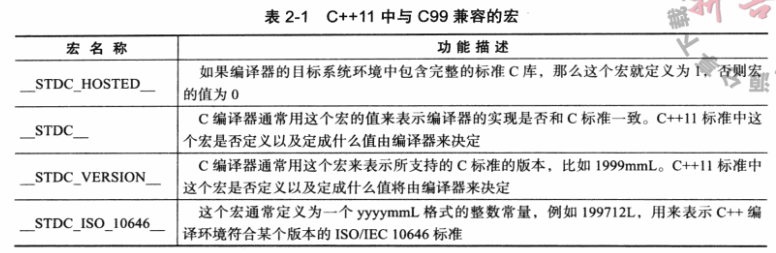 表 2-1 C++11 中与 C99 兼容的宏
宏 名 称 功 能 描 述
__STDC_HOSTED__ 如果编译器的目标系统环境中包含完整的标准 C 库，那么这个宏就定义为 1，否则宏
的值为 0
__STDC__ C 编译器通常用这个宏的值来表示编译器的实现是否和 C 标准一致。C++11 标准中这
个宏是否定义以及定成什么值由编译器来决定
__STDC_VERSION__ C 编译器通常用这个宏来表示所支持的 C 标准的版本，比如 1999mmL。C++11 标准中
这个宏是否定义以及定成什么值将由编译器来决定
__STDC_ISO_10646__ 这个宏通常定义为一个 yyyymmL 格式的整数常量，例如 199712L，用来表示 C++ 编
译环境符合某个版本的 ISO/IEC 10646 标准